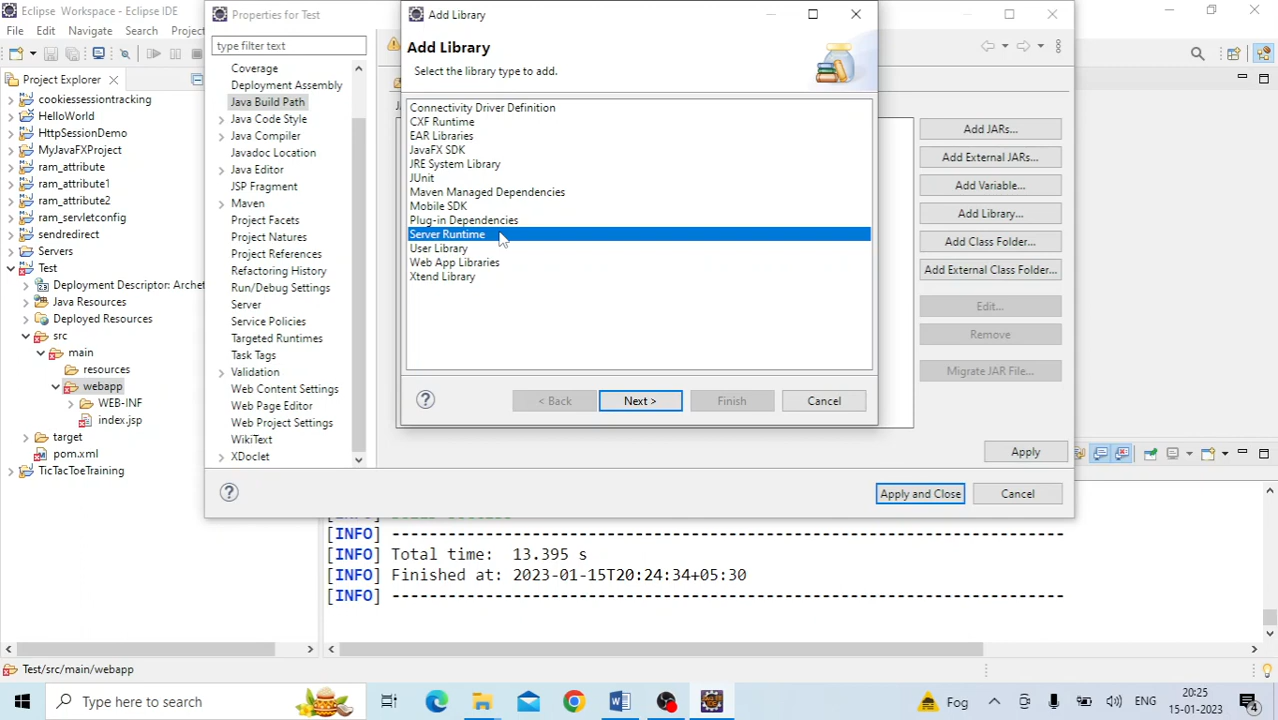 Eclipse Workspace - Eclipse IDE
File Edit Navigate Search Project
Project Explorer
cookiessessiontracking
HelloWorld
HttpSessionDemo
MyJavaFXProject
ram_attribute
ram_attribute1
ram_attribute2
ram_servletconfig
sendredirect
Servers
Test
Deployment Descriptor: Archet
Java Resources
Deployed Resources
src
main
resources
webapp
WEB-INF
index.jsp
target
pom.xml
TicTacToeTraining
Properties for Test
type filter text
Coverage
Deployment Assembly
Java Build Path
Java Code Style
Java Compiler
Javadoc Location
Java Editor
JSP Fragment
Maven
Project Facets
Project Natures
Project References
Refactoring History
Run/Debug Settings
Server
Service Policies
Targeted Runtimes
Task Tags
Validation
Web Content Settings
Web Page Editor
Web Project Settings
WikiText
XDoclet
Add Library
Add Library
Select the library type to add.
Connectivity Driver Definition
CXF Runtime
EAR Libraries
JavaFX SDK
JRE System Library
JUnit
Maven Managed Dependencies
Mobile SDK
Plug-in Dependencies
Server Runtime
User Library
Web App Libraries
Xtend Library
< Back Next > Finish Cancel
Add JARs...
Add External JARs...
Add Variable...
Add Library...
Add Class Folder...
Add External Class Folder...
Edit...
Remove
Migrate JAR File...
Apply
Apply and Close Cancel
[INFO] ------------------------------------------------------------------------
[INFO] Total time: 13.395 s
[INFO] Finished at: 2023-01-15T20:24:34+05:30
[INFO] ------------------------------------------------------------------------
Test/src/main/webapp
Type here to search
Fog
ENG
20:25
15-01-2023
4